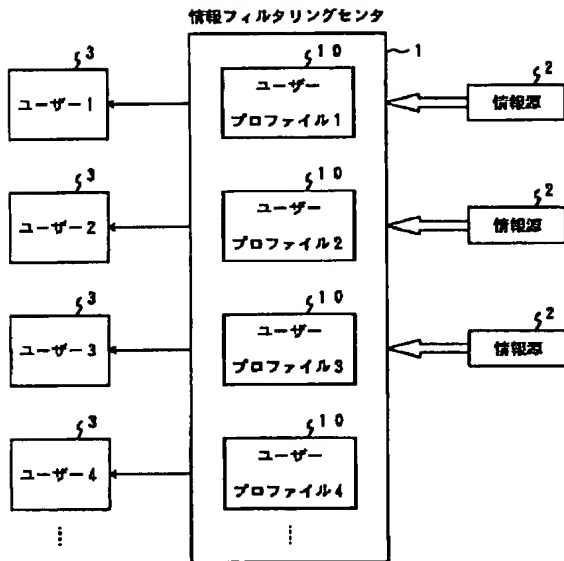 情報フィルタリングセンタ
1
3
ユーザー1
10
ユーザー
プロファイル1
2
情報源
3
ユーザー2
10
ユーザー
プロファイル2
2
情報源
3
ユーザー3
10
ユーザー
プロファイル3
2
情報源
3
ユーザー4
10
ユーザー
プロファイル4